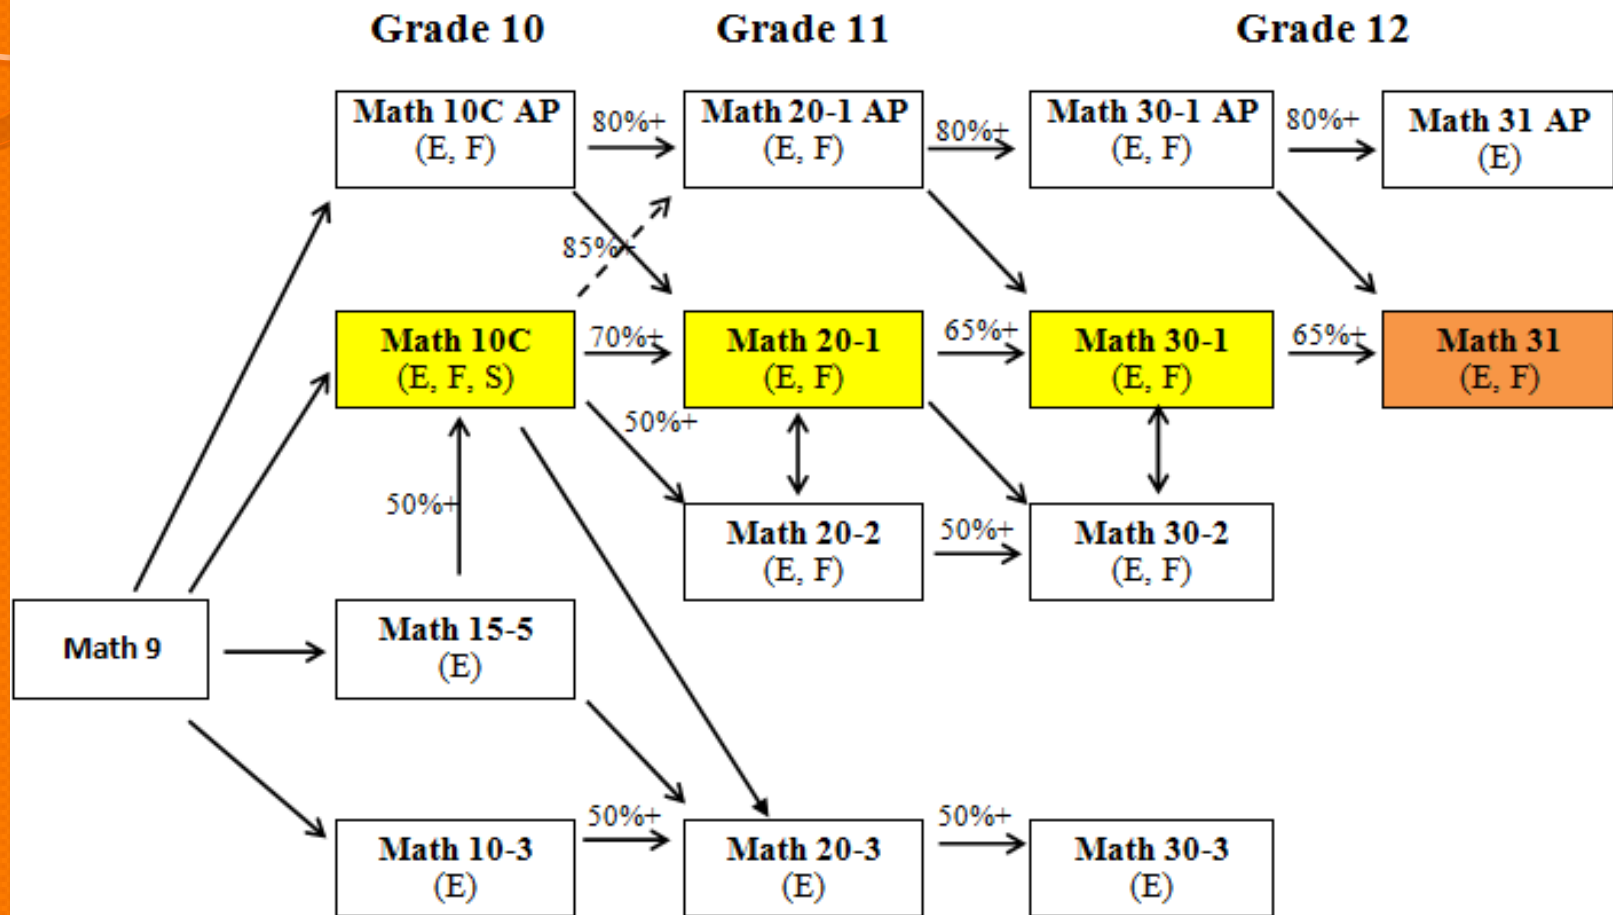 Grade 10
Grade 11
Grade 12
Math 10C AP
(E, F)
80%+
Math 20-1 AP
(E, F)
80%+
Math 30-1 AP
(E, F)
80%+
Math 31 AP
(E)
85%+
Math 10C
(E, F, S)
70%+
Math 20-1
(E, F)
65%+
Math 30-1
(E, F)
65%+
Math 31
(E, F)
50%+
50%+
Math 20-2
(E, F)
50%+
Math 30-2
(E, F)
Math 9
Math 15-5
(E)
Math 10-3
(E)
50%+
Math 20-3
(E)
50%+
Math 30-3
(E)